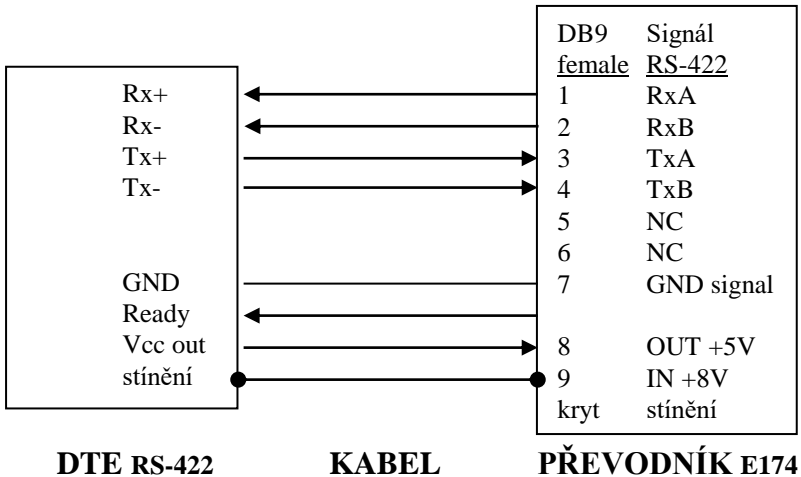 DB9 Signál
female RS-422
Rx+ 1 RxA
Rx- 2 RxB
Tx+ 3 TxA
Tx- 4 TxB
5 NC
6 NC
GND 7 GND signal
Ready
Vcc out 8 OUT +5V
stínění 9 IN +8V
kryt stínění
DTE RS-422 KABEL PŘEVODNÍK E174